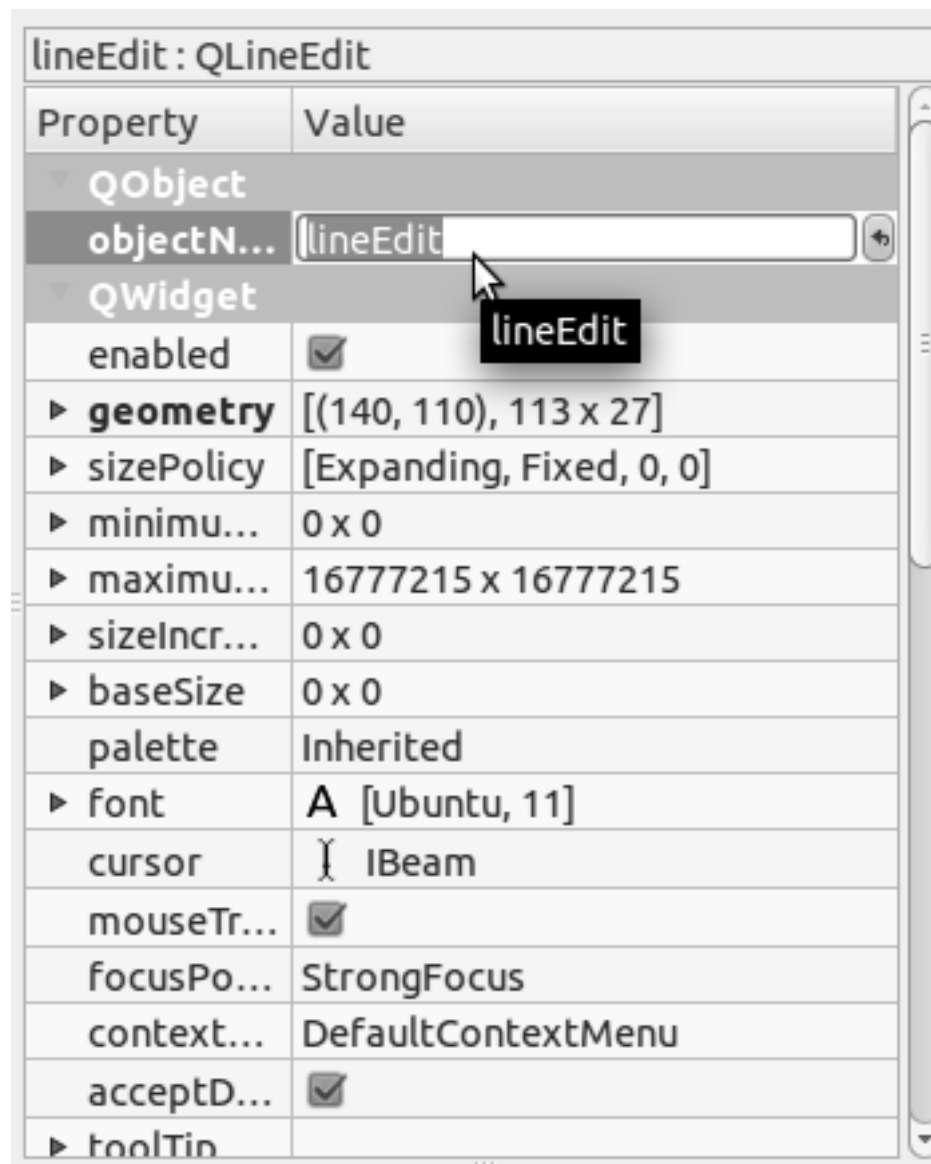 lineEdit : QLineEdit
Property Value
QObject
objectN... lineEdit
QWidget
lineEdit
enabled
geometry [(140, 110), 113 x 27]
sizePolicy [Expanding, Fixed, 0, 0]
minimu... 0 x 0
maximu... 16777215 x 16777215
sizeIncr... 0 x 0
baseSize 0 x 0
palette Inherited
font A [Ubuntu, 11]
cursor IBeam
mouseTr...
focusPo... StrongFocus
context... DefaultContextMenu
acceptD...
toolTip